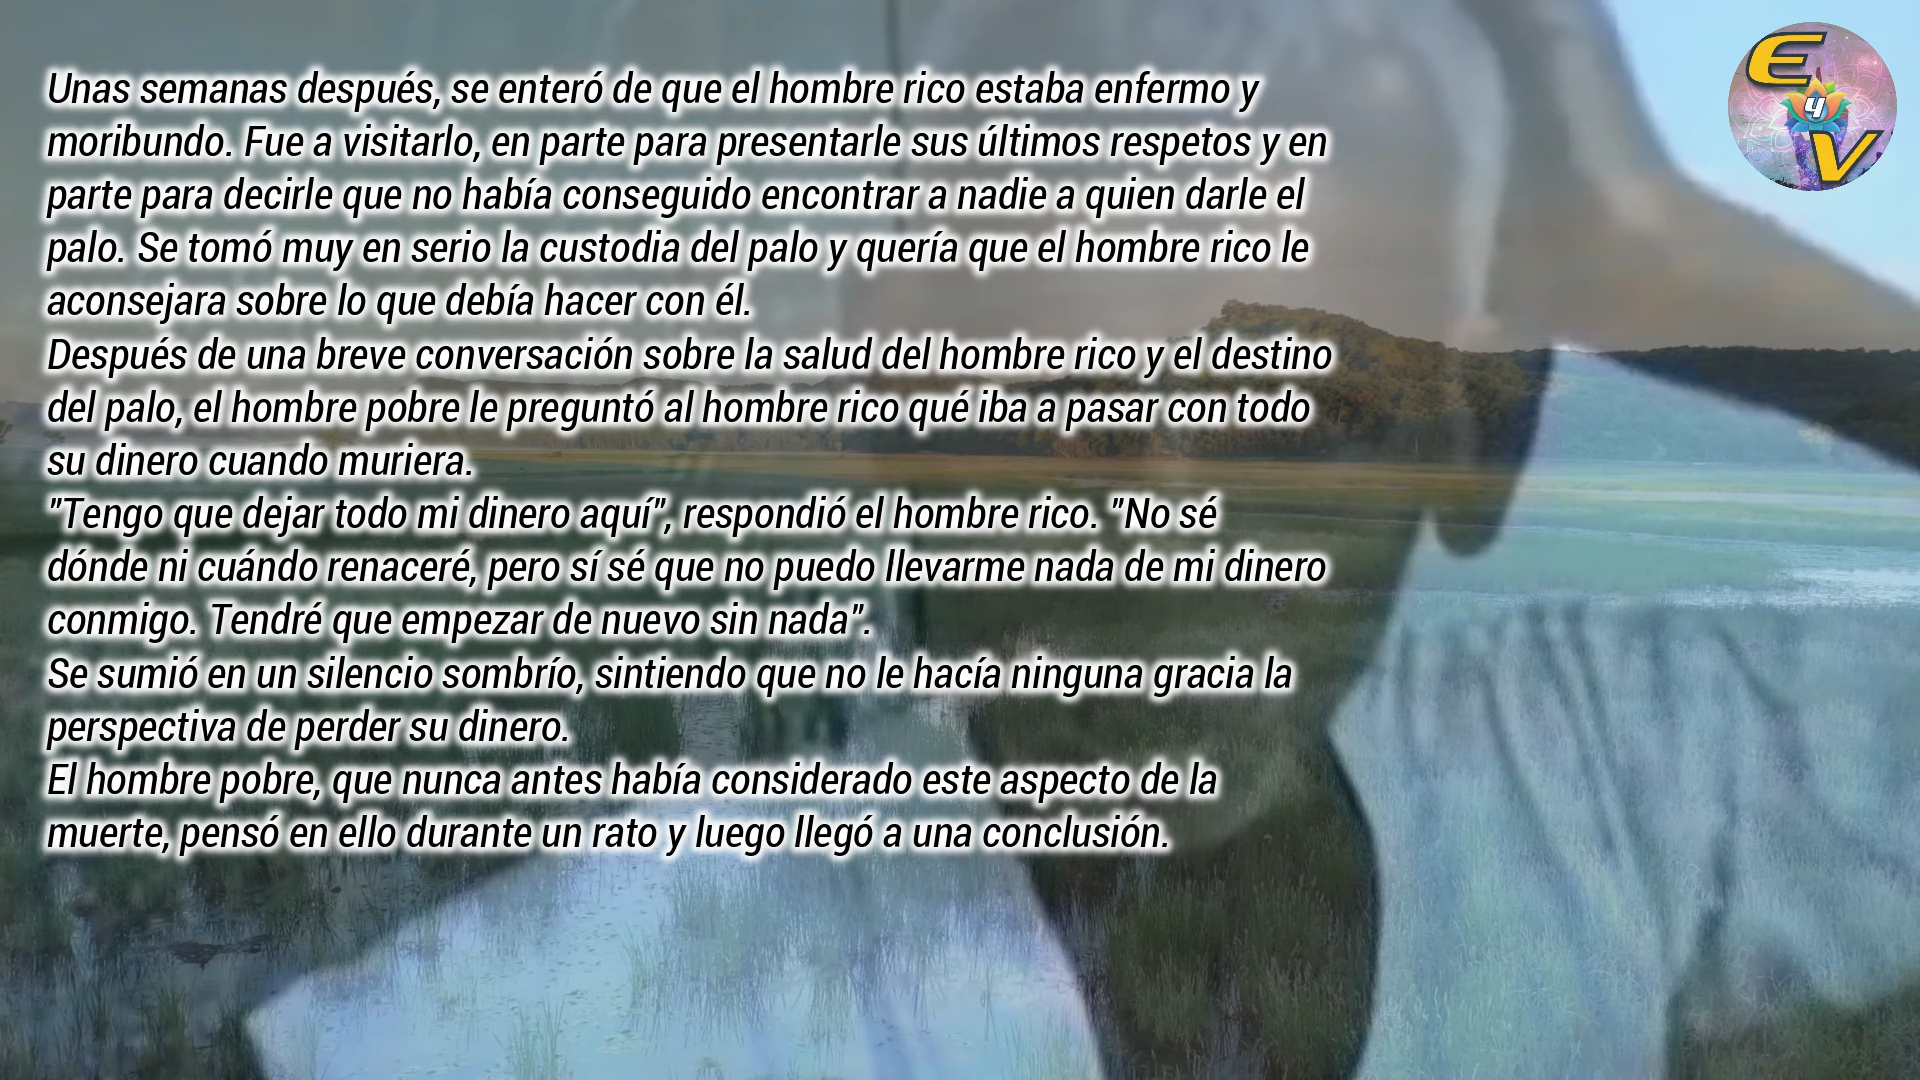 Unas semanas después, se enteró de que el hombre rico estaba enfermo y
moribundo. Fue a visitarlo, en parte para presentarle sus últimos respetos y en
parte para decirle que no había conseguido encontrar a nadie a quien darle el
palo. Se tomó muy en serio la custodia del palo y quería que el hombre rico le
aconsejara sobre lo que debía hacer con él.
Después de una breve conversación sobre la salud del hombre rico y el destino
del palo, el hombre pobre le preguntó al hombre rico qué iba a pasar con todo
su dinero cuando muriera.
"Tengo que dejar todo mi dinero aquí", respondió el hombre rico. "No sé
dónde ni cuándo renaceré, pero sí sé que no puedo llevarme nada de mi dinero
conmigo. Tendré que empezar de nuevo sin nada".
Se sumió en un silencio sombrío, sintiendo que no le hacía ninguna gracia la
perspectiva de perder su dinero.
El hombre pobre, que nunca antes había considerado este aspecto de la
muerte, pensó en ello durante un rato y luego llegó a una conclusión.
E
y
V